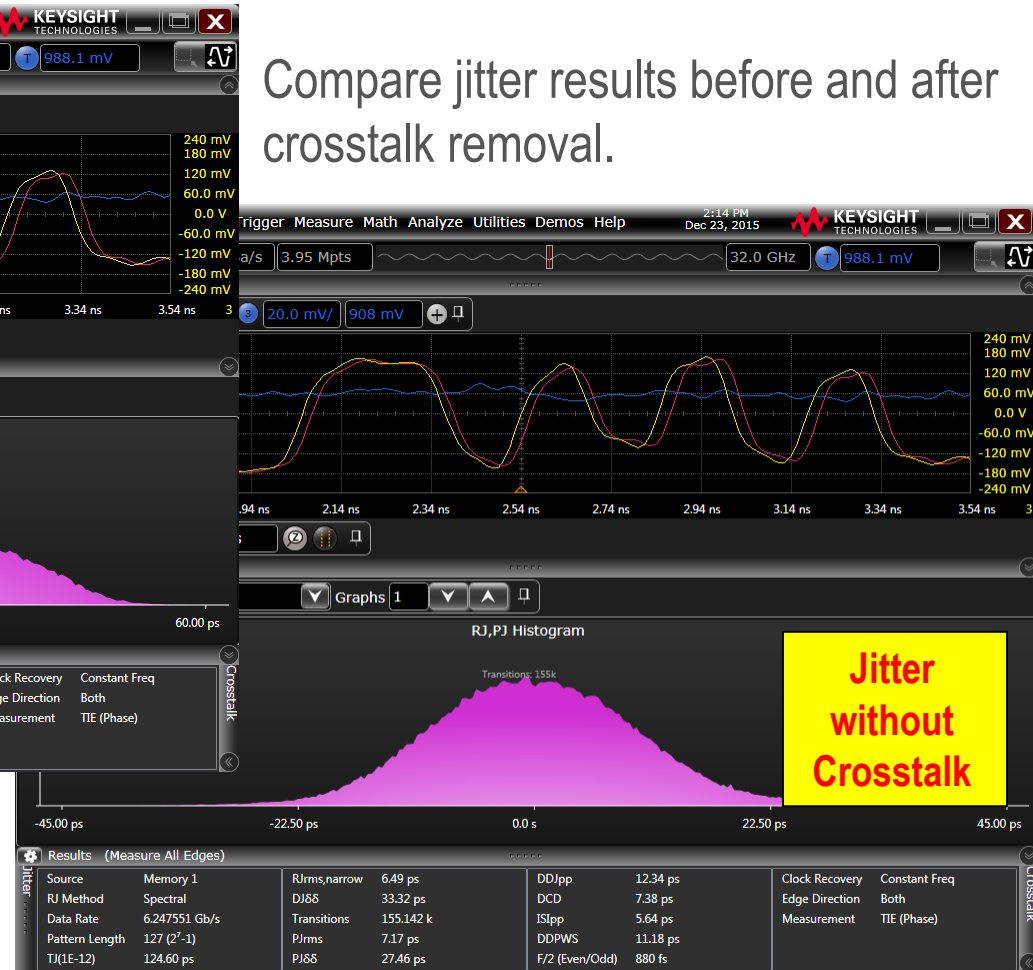 Compare jitter results before and after
crosstalk removal.
KEYSIGHT
TECHNOLOGIES
T 988.1 mV
240 mV
180 mV
120 mV
60.0 mV
0.0 V
-60.0 mV
-120 mV
-180 mV
-240 mV
ns 3.34 ns 3.54 ns 3
60.00 ps
ck Recovery Constant Freq
ge Direction Both
asurement TIE (Phase)
Crosstalk
rigger Measure Math Analyze Utilities Demos Help
2:14 PM
Dec 23, 2015
KEYSIGHT
TECHNOLOGIES
a/s 3.95 Mpts 32.0 GHz T 988.1 mV
3 20.0 mV/ 908 mV
240 mV
180 mV
120 mV
60.0 mV
0.0 V
-60.0 mV
-120 mV
-180 mV
-240 mV
.94 ns 2.14 ns 2.34 ns 2.54 ns 2.74 ns 2.94 ns 3.14 ns 3.34 ns 3.54 ns 3
s Z
Graphs 1
RJ,PJ Histogram
Transitions: 155k
Jitter
without
Crosstalk
-45.00 ps -22.50 ps 0.0 s 22.50 ps 45.00 ps
Results (Measure All Edges)
Jitter
Source Memory 1
RJ Method Spectral
Data Rate 6.247551 Gb/s
Pattern Length 127 (2⁷-1)
TJ(1E-12) 124.60 ps
RJrms,narrow 6.49 ps
DJδδ 33.32 ps
Transitions 155.142 k
PJrms 7.17 ps
PJδδ 27.46 ps
DDJpp 12.34 ps
DCD 7.38 ps
ISIpp 5.64 ps
DDPWS 11.18 ps
F/2 (Even/Odd) 880 fs
Clock Recovery Constant Freq
Edge Direction Both
Measurement TIE (Phase)
Crosstalk